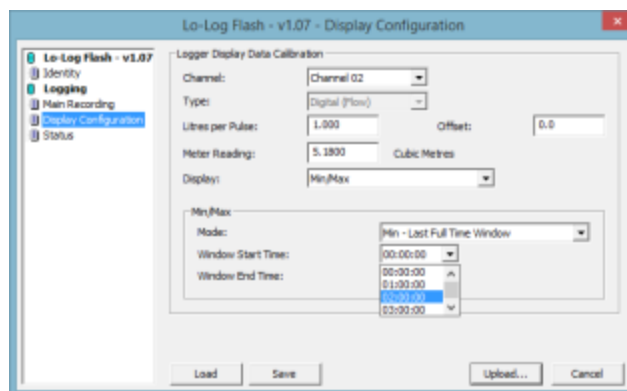 Lo-Log Flash - v1.07 - Display Configuration
Lo-Log Flash - v1.07
Identity
Logging
Main Recording
Display Configuration
Status
Logger Display Data Calibration
Channel: Channel 02
Type: Digital (Flow)
Litres per Pulse: 1.000 Offset: 0.0
Meter Reading: 5.1800 Cubic Metres
Display: Min/Max
Min/Max
Mode: Min - Last Full Time Window
Window Start Time: 00:00:00
Window End Time: 00:00:00
01:00:00
02:00:00
03:00:00
Load Save Upload... Cancel